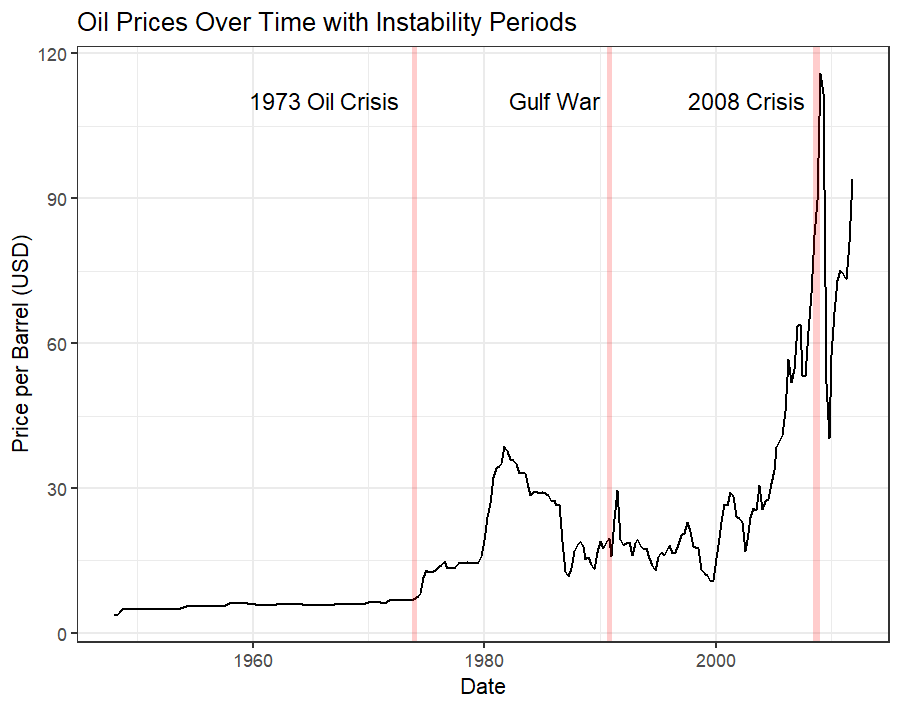 Oil Prices Over Time with Instability Periods
120
1973 Oil Crisis
Gulf War
2008 Crisis
90
60
30
0
Price per Barrel (USD)
1960
1980
2000
Date